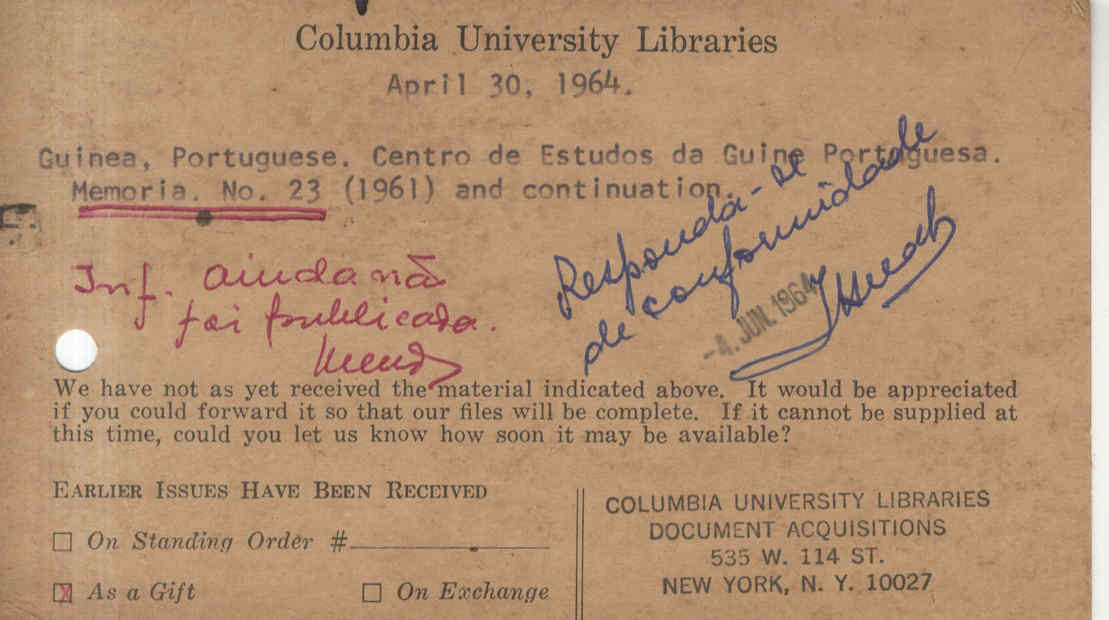 Columbia University Libraries
April 30, 1964.
Guinea, Portuguese. Centro de Estudos da Guine Portuguesa.
Memoria. No. 23 (1961) and continuation.
Responda-se
de conformidade
Inf. ainda não
foi publicada.
-4. JUN. 1964
We have not as yet received the material indicated above. It would be appreciated
if you could forward it so that our files will be complete. If it cannot be supplied at
this time, could you let us know how soon it may be available?
EARLIER ISSUES HAVE BEEN RECEIVED
On Standing Order #
As a Gift
On Exchange
COLUMBIA UNIVERSITY LIBRARIES
DOCUMENT ACQUISITIONS
535 W. 114 ST.
NEW YORK, N. Y. 10027